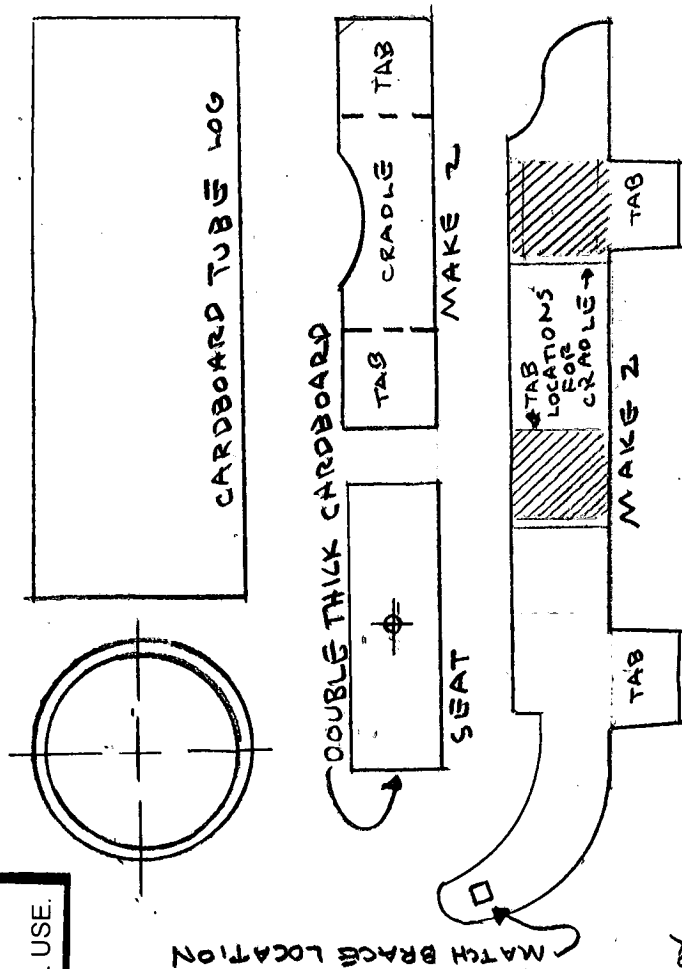 USE.
CARDBOARD TUBE LOG
DOUBLE THICK CARDBOARD
SEAT
TAB
CRADLE
TAB
MAKE 2
MATCH BRACE LOCATION
TAB
TAB
LOCATIONS
FOR
CRADLE
TAB
MAKE 2